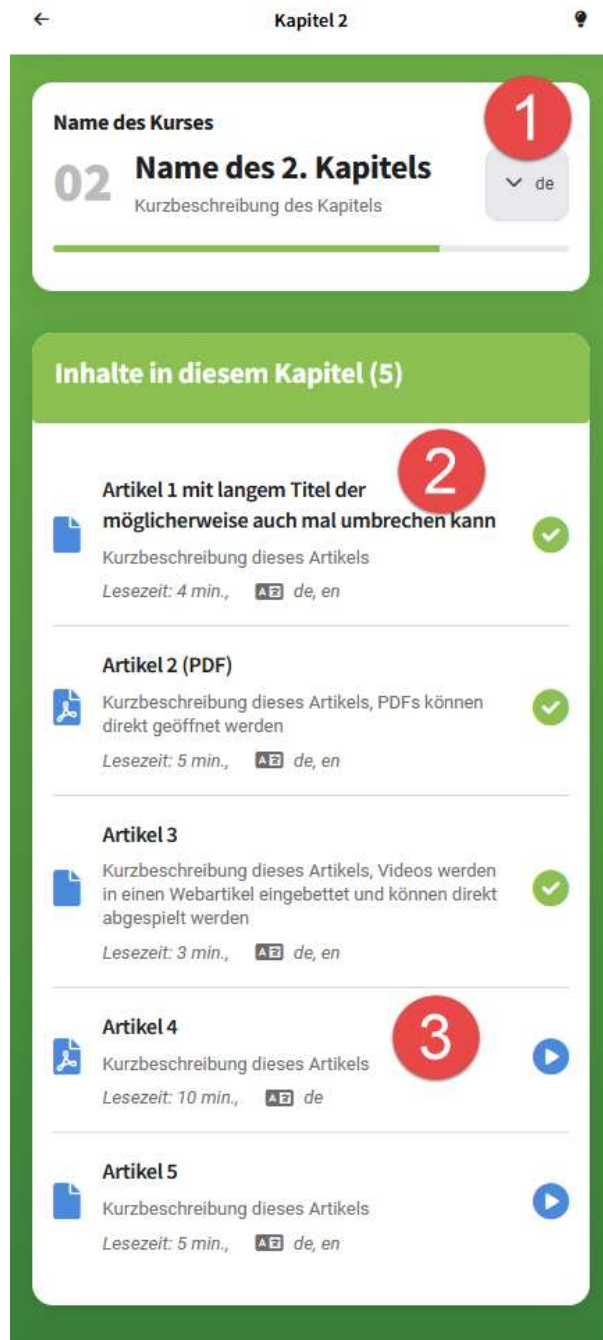 Kapitel 2
1
Name des Kurses
02
Name des 2. Kapitels
de
Kurzbeschreibung des Kapitels
Inhalte in diesem Kapitel (5)
2
Artikel 1 mit langem Titel der
möglicherweise auch mal umbrechen kann
Kurzbeschreibung dieses Artikels
Lesezeit: 4 min., de, en
Artikel 2 (PDF)
Kurzbeschreibung dieses Artikels, PDFs können
direkt geöffnet werden
Lesezeit: 5 min., de, en
Artikel 3
Kurzbeschreibung dieses Artikels, Videos werden
in einen Webartikel eingebettet und können direkt
abgespielt werden
Lesezeit: 3 min., de, en
Artikel 4
3
Kurzbeschreibung dieses Artikels
Lesezeit: 10 min., de
Artikel 5
Kurzbeschreibung dieses Artikels
Lesezeit: 5 min., de, en